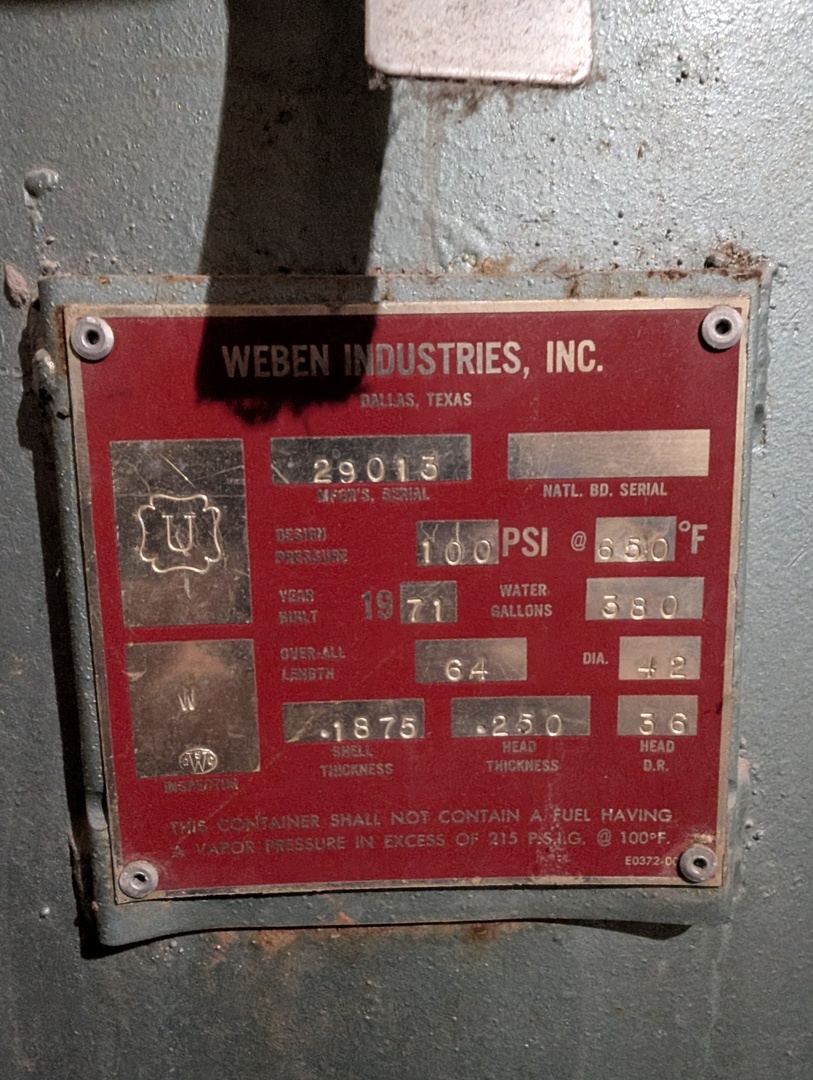 WEBEN INDUSTRIES, INC.
DALLAS, TEXAS
29013
MFGR'S. SERIAL NATL. BD. SERIAL
U
DESIGN PRESSURE 100 PSI @ 650 °F
YEAR BUILT 1971 WATER GALLONS 380
OVER-ALL LENGTH 64 DIA. 42
W
.1875 .250 36
SHELL THICKNESS HEAD THICKNESS HEAD D.R.
INSPECTOR
THIS CONTAINER SHALL NOT CONTAIN A FUEL HAVING
A VAPOR PRESSURE IN EXCESS OF 215 P.S.I.G. @ 100°F.